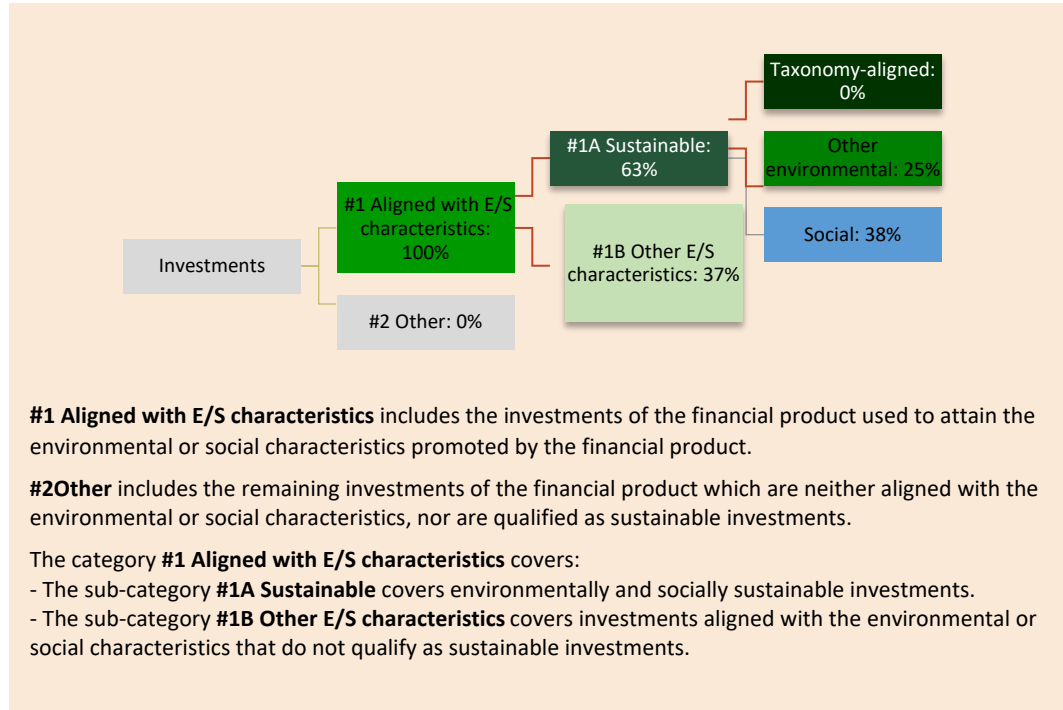 Taxonomy-aligned:
0%
#1A Sustainable:
63%
Other
environmental: 25%
#1 Aligned with E/S
characteristics:
100%
Social: 38%
#1B Other E/S
characteristics: 37%
Investments
#2 Other: 0%
#1 Aligned with E/S characteristics includes the investments of the financial product used to attain the
environmental or social characteristics promoted by the financial product.
#2Other includes the remaining investments of the financial product which are neither aligned with the
environmental or social characteristics, nor are qualified as sustainable investments.
The category #1 Aligned with E/S characteristics covers:
- The sub-category #1A Sustainable covers environmentally and socially sustainable investments.
- The sub-category #1B Other E/S characteristics covers investments aligned with the environmental or
social characteristics that do not qualify as sustainable investments.